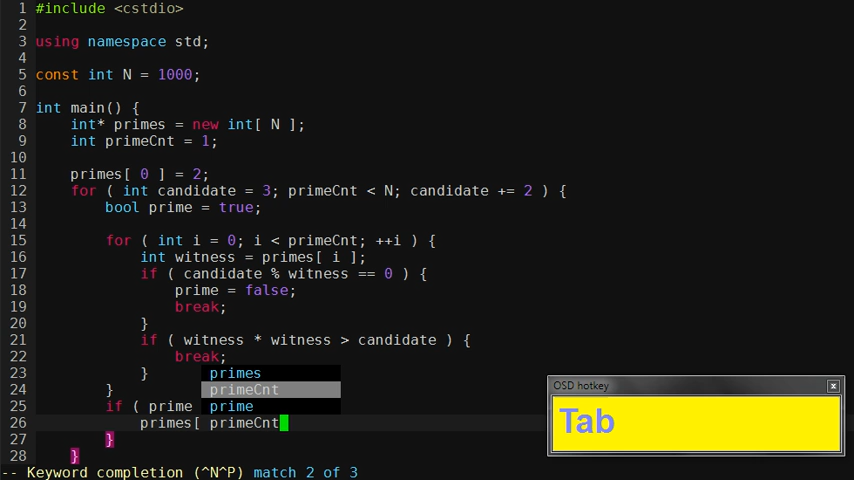 1 #include <cstdio>
2
3 using namespace std;
4
5 const int N = 1000;
6
7 int main() {
8     int* primes = new int[ N ];
9     int primeCnt = 1;
10
11     primes[ 0 ] = 2;
12     for ( int candidate = 3; primeCnt < N; candidate += 2 ) {
13         bool prime = true;
14
15         for ( int i = 0; i < primeCnt; ++i ) {
16             int witness = primes[ i ];
17             if ( candidate % witness == 0 ) {
18                 prime = false;
19                 break;
20             }
21             if ( witness * witness > candidate ) {
22                 break;
23             }       primes
24         }           primeCnt
25         if ( prime  prime
26             primes[ primeCnt
27         }
28     }
-- Keyword completion (^N^P) match 2 of 3
OSD hotkey x
Tab